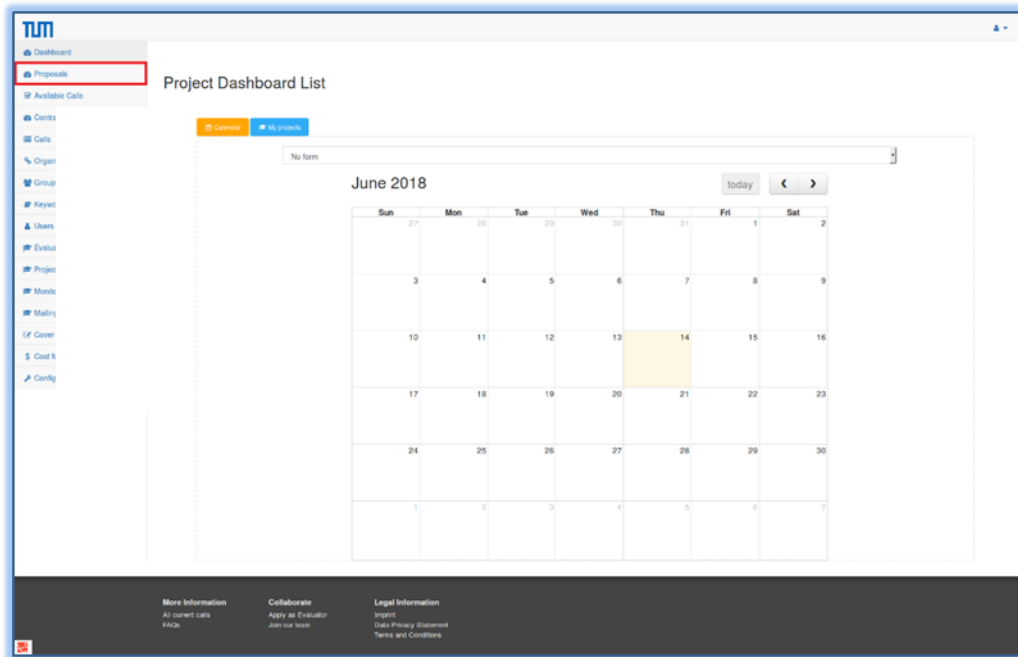 TUM
Dashboard
Proposals
Available Calls
Contra
Calls
Organ
Group
Keywo
Users
Evalua
Projec
Monito
Mailing
Cover
Cost fo
Config
Project Dashboard List
Calendar My projects
No form
June 2018
today
Sun Mon Tue Wed Thu Fri Sat
27 28 29 30 31 1 2
3 4 5 6 7 8 9
10 11 12 13 14 15 16
17 18 19 20 21 22 23
24 25 26 27 28 29 30
1 2 3 4 5 6 7
More Information Collaborate Legal Information
All current calls Apply as Evaluator Imprint
FAQs Join our team Data Privacy Statement
Terms and Conditions